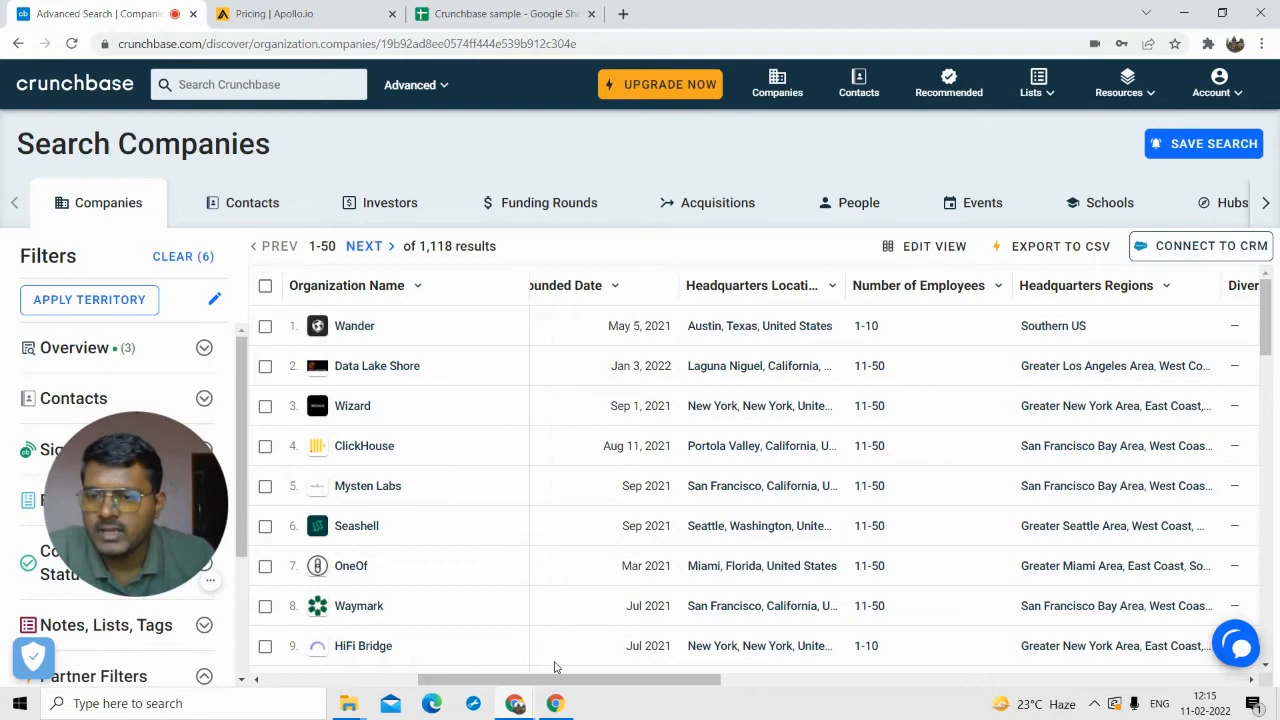 Advanced Search | Companie
Pricing | Apollo.io
Crunchbase sample - Google She
crunchbase.com/discover/organization.companies/19b92ad8ee0574ff444e539b912c304e
crunchbase
Search Crunchbase
Advanced
UPGRADE NOW
Companies
Contacts
Recommended
Lists
Resources
Account
Search Companies
SAVE SEARCH
Companies
Contacts
Investors
Funding Rounds
Acquisitions
People
Events
Schools
Hubs
Filters
CLEAR (6)
PREV 1-50 NEXT of 1,118 results
EDIT VIEW
EXPORT TO CSV
CONNECT TO CRM
APPLY TERRITORY
Overview • (3)
Contacts
Sig
Co
Statu
Notes, Lists, Tags
Partner Filters
Organization Name ounded Date Headquarters Locati... Number of Employees Headquarters Regions Diver
1. Wander May 5, 2021 Austin, Texas, United States 1-10 Southern US —
2. Data Lake Shore Jan 3, 2022 Laguna Niguel, California, ... 11-50 Greater Los Angeles Area, West Co... —
3. Wizard Sep 1, 2021 New York, New York, Unite... 11-50 Greater New York Area, East Coast,... —
4. ClickHouse Aug 11, 2021 Portola Valley, California, U... 11-50 San Francisco Bay Area, West Coas... —
5. Mysten Labs Sep 2021 San Francisco, California, U... 11-50 San Francisco Bay Area, West Coas... —
6. Seashell Sep 2021 Seattle, Washington, Unite... 11-50 Greater Seattle Area, West Coast, ... —
7. OneOf Mar 2021 Miami, Florida, United States 11-50 Greater Miami Area, East Coast, So... —
8. Waymark Jul 2021 San Francisco, California, U... 11-50 San Francisco Bay Area, West Coas... —
9. HiFi Bridge Jul 2021 New York, New York, Unite... 1-10 Greater New York Area, East Coast,... —
Type here to search
23°C Haze
ENG
12:15
11-02-2022